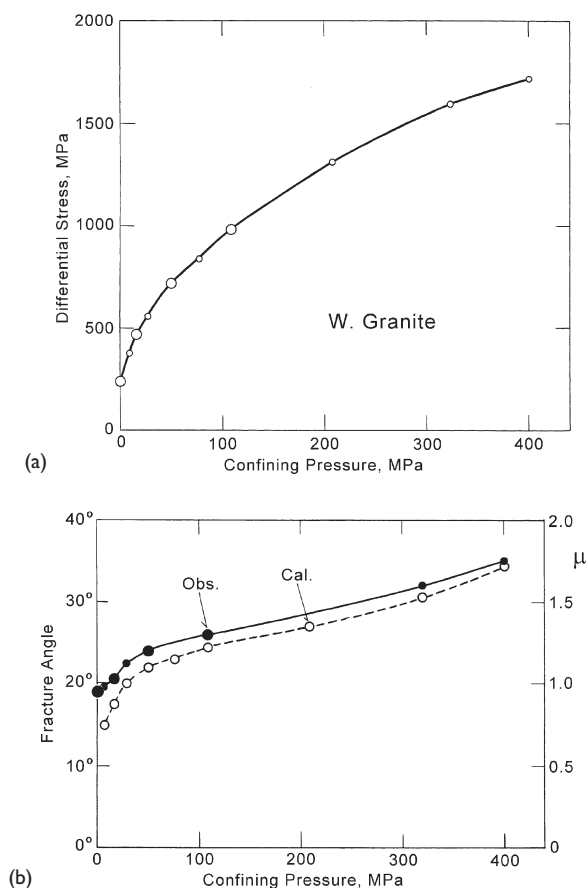 2000
1500
1000
500
0
Differential Stress, MPa
W. Granite
0 100 200 300 400
Confining Pressure, MPa
(a)
40° 2.0
μ
Obs. Cal.
30° 1.5
20° 1.0
10° 0.5
0° 0
Fracture Angle
0 100 200 300 400
Confining Pressure, MPa
(b)